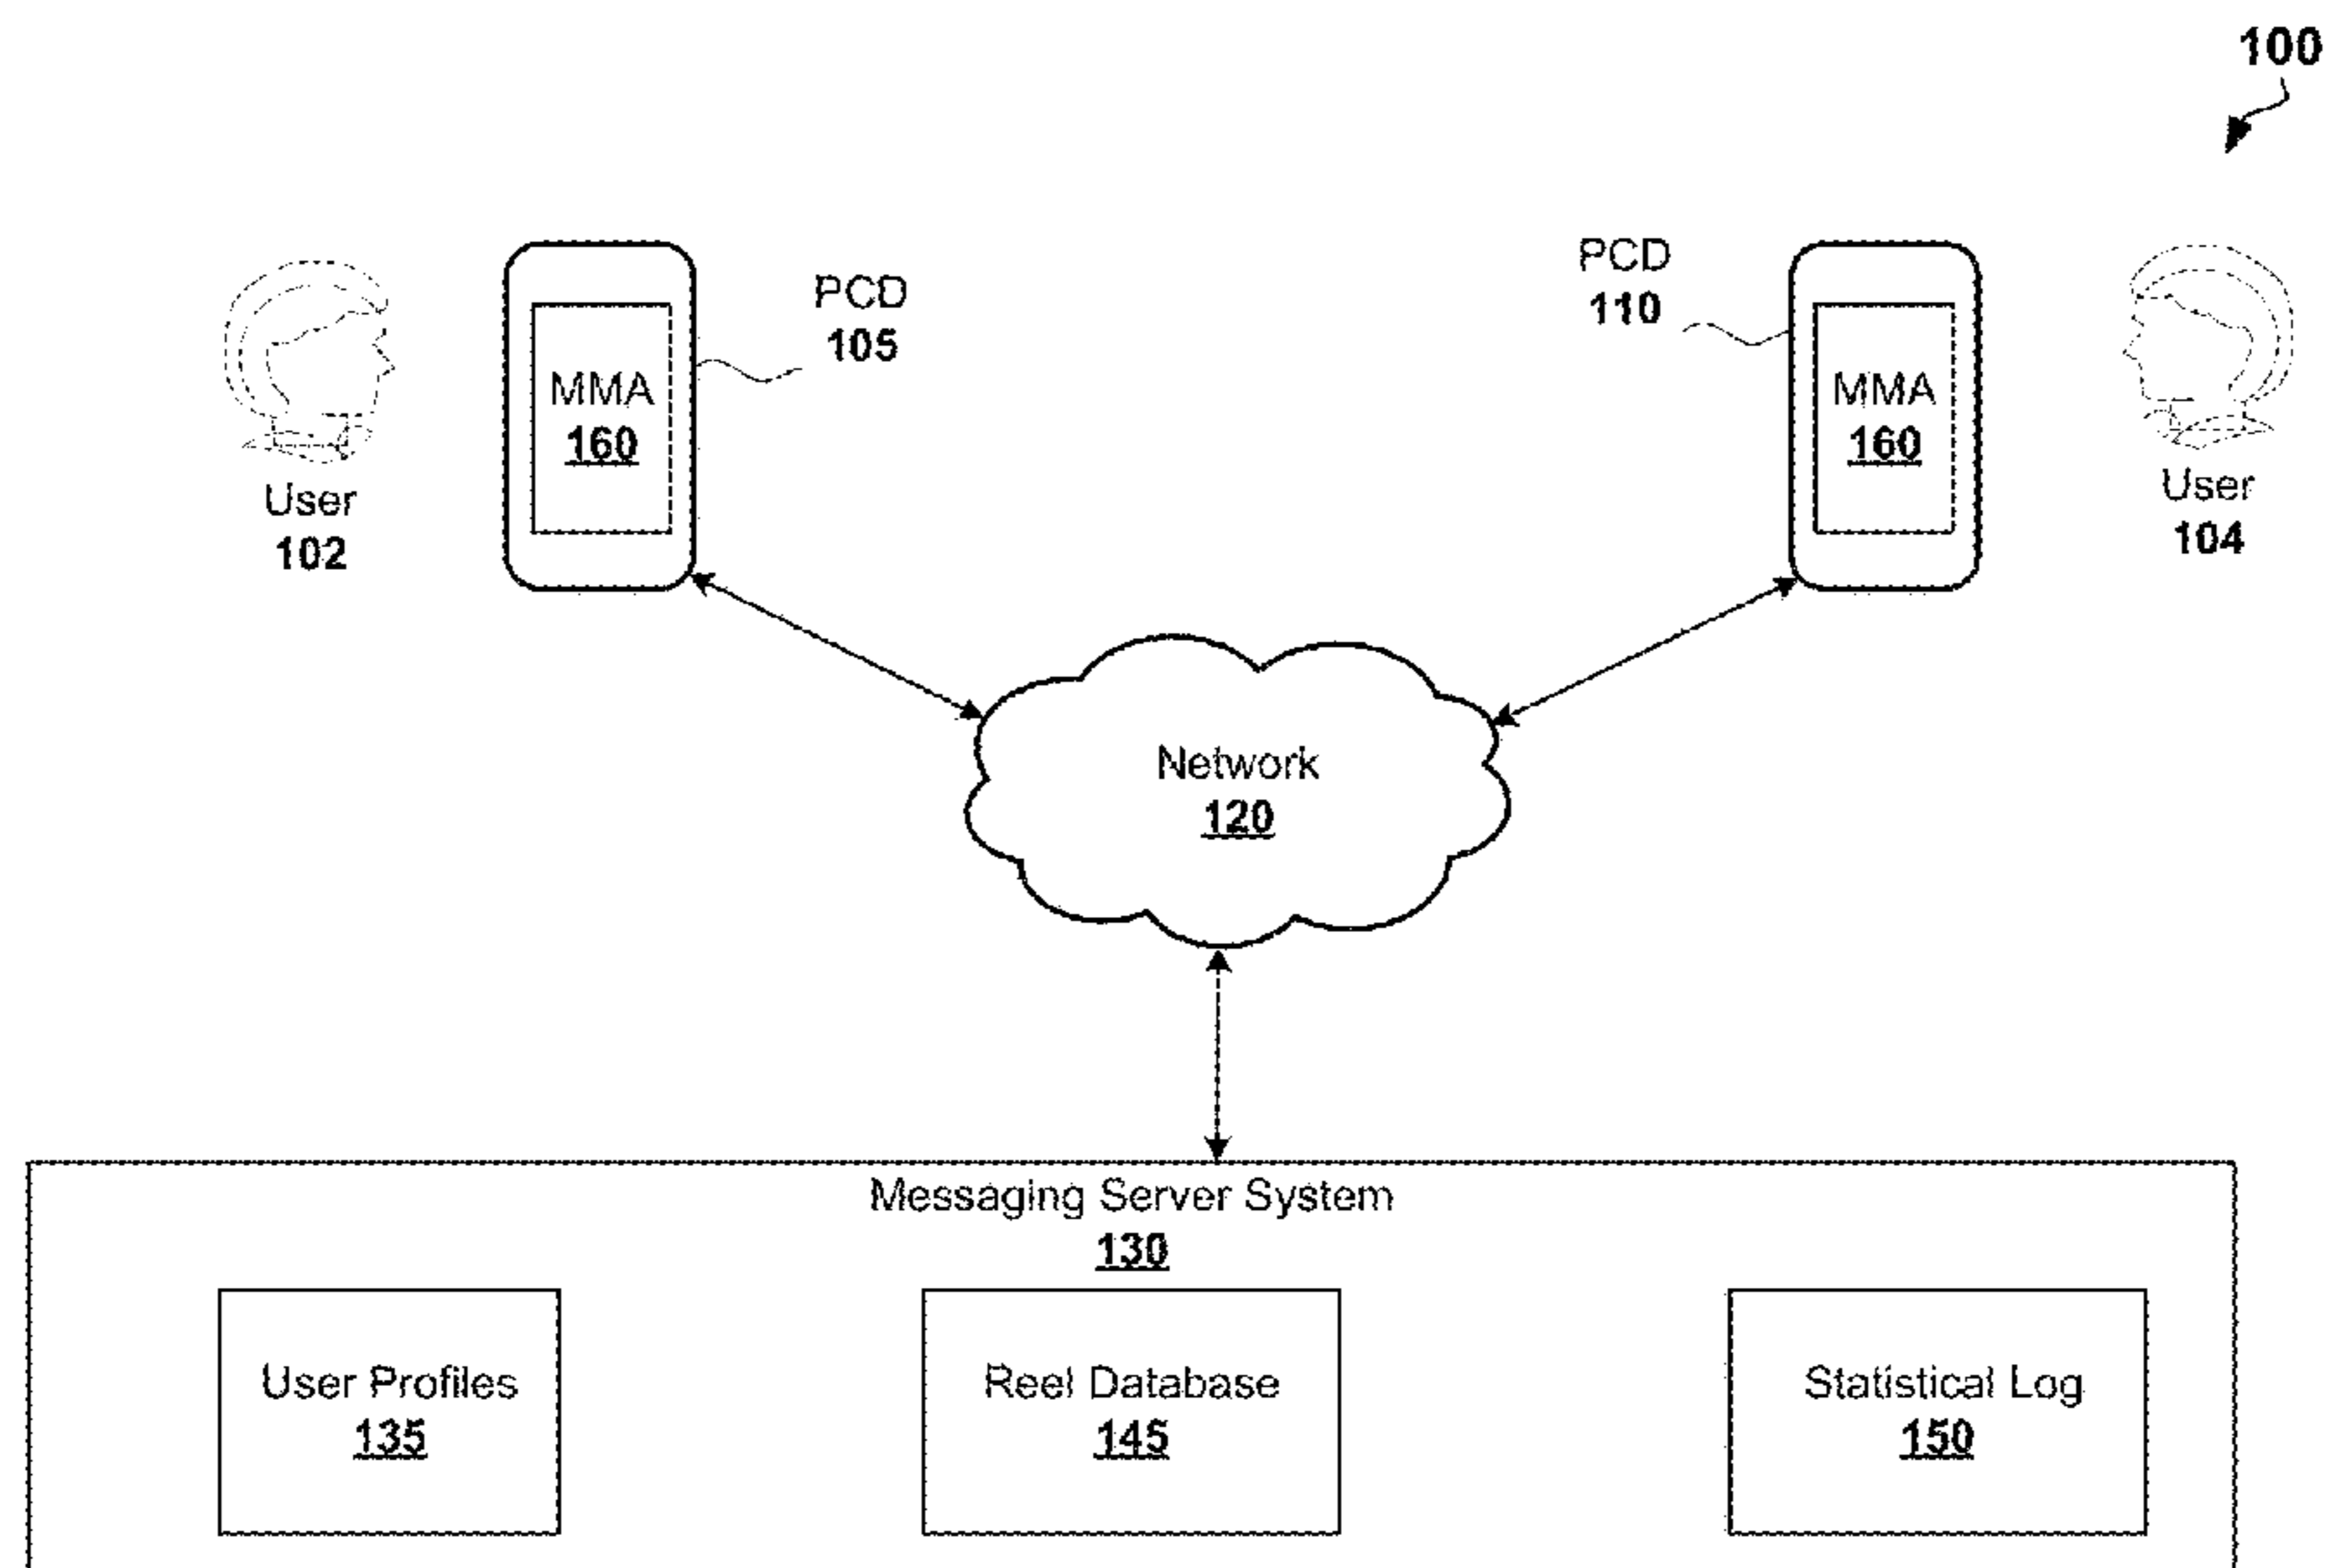 100
PCD
105
PCD
110
MMA
160
MMA
160
User
102
User
104
Network
120
Messaging Server System
130
User Profiles
135
Reel Database
145
Statistical Log
150